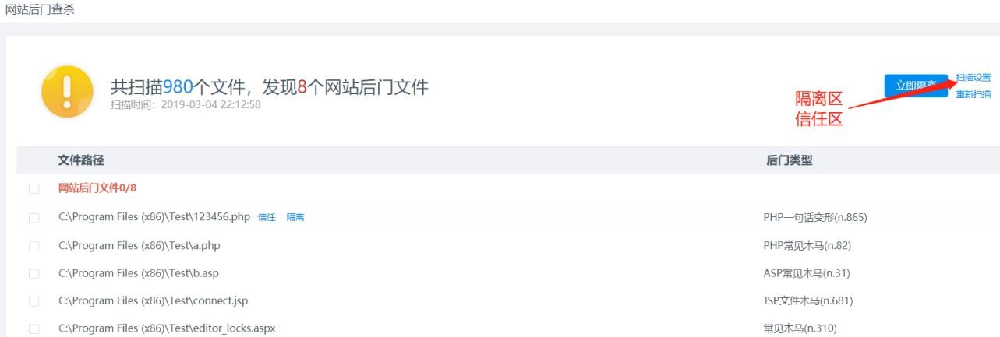 网站后门查杀
共扫描980个文件，发现8个网站后门文件
扫描时间：2019-03-04 22:12:58
立即隔离
扫描设置
重新扫描
隔离区
信任区
文件路径 后门类型
网站后门文件0/8
C:\Program Files (x86)\Test\123456.php 信任 隔离 PHP一句话变形(n.865)
C:\Program Files (x86)\Test\a.php PHP常见木马(n.82)
C:\Program Files (x86)\Test\b.asp ASP常见木马(n.31)
C:\Program Files (x86)\Test\connect.jsp JSP文件木马(n.681)
C:\Program Files (x86)\Test\editor_locks.aspx 常见木马(n.310)